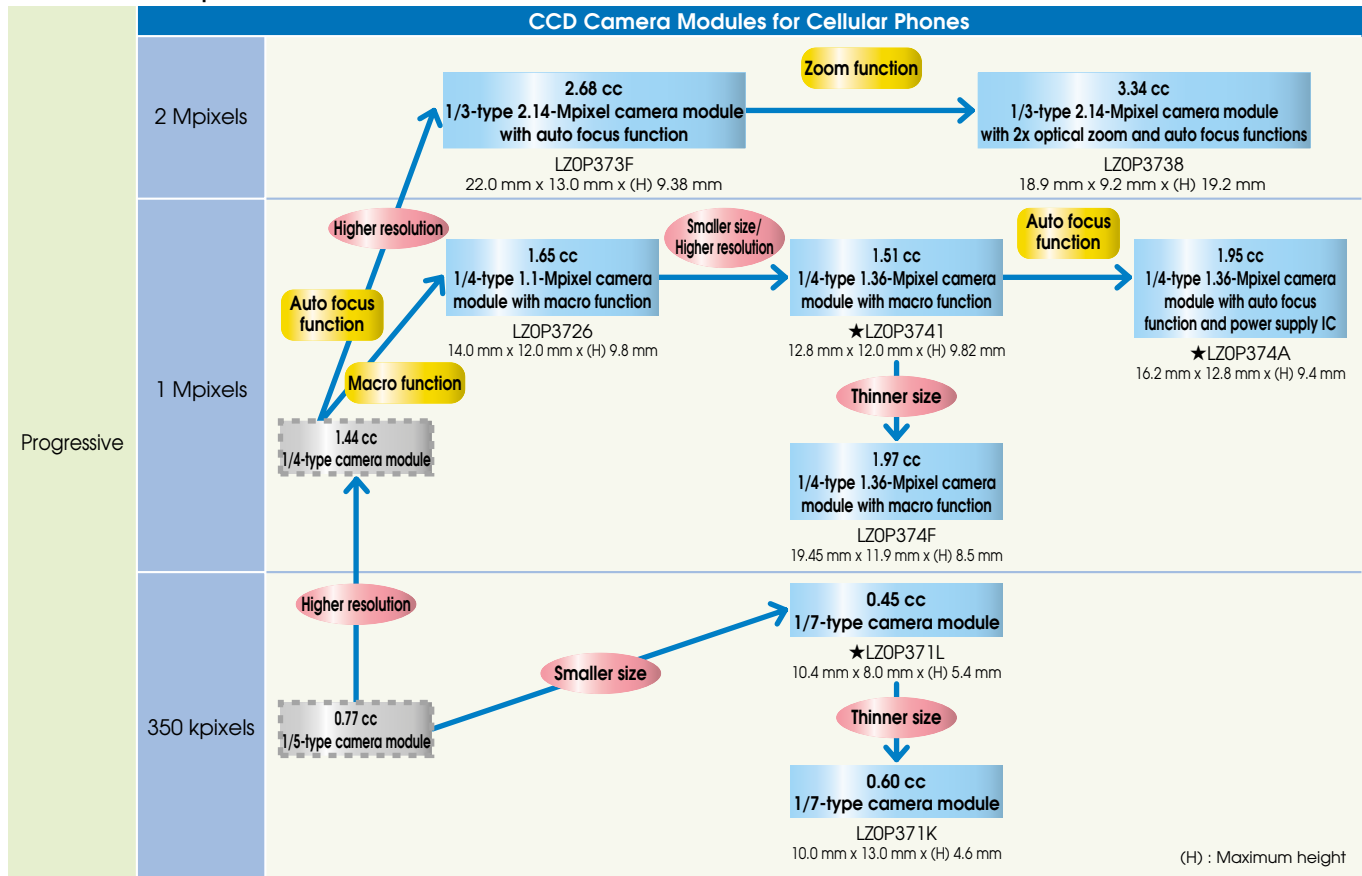 CCD Camera Modules for Cellular Phones
Progressive
2 Mpixels
2.68 cc
1/3-type 2.14-Mpixel camera module
with auto focus function
LZ0P373F
22.0 mm x 13.0 mm x (H) 9.38 mm
Zoom function
3.34 cc
1/3-type 2.14-Mpixel camera module
with 2x optical zoom and auto focus functions
LZ0P3738
18.9 mm x 9.2 mm x (H) 19.2 mm
1 Mpixels
Higher resolution
Auto focus
function
Macro function
1.44 cc
1/4-type camera module
1.65 cc
1/4-type 1.1-Mpixel camera
module with macro function
LZ0P3726
14.0 mm x 12.0 mm x (H) 9.8 mm
Smaller size/
Higher resolution
1.51 cc
1/4-type 1.36-Mpixel camera
module with macro function
★LZ0P3741
12.8 mm x 12.0 mm x (H) 9.82 mm
Auto focus
function
1.95 cc
1/4-type 1.36-Mpixel camera
module with auto focus
function and power supply IC
★LZ0P374A
16.2 mm x 12.8 mm x (H) 9.4 mm
Thinner size
1.97 cc
1/4-type 1.36-Mpixel camera
module with macro function
LZ0P374F
19.45 mm x 11.9 mm x (H) 8.5 mm
350 kpixels
Higher resolution
0.77 cc
1/5-type camera module
Smaller size
0.45 cc
1/7-type camera module
★LZ0P371L
10.4 mm x 8.0 mm x (H) 5.4 mm
Thinner size
0.60 cc
1/7-type camera module
LZ0P371K
10.0 mm x 13.0 mm x (H) 4.6 mm
(H) : Maximum height